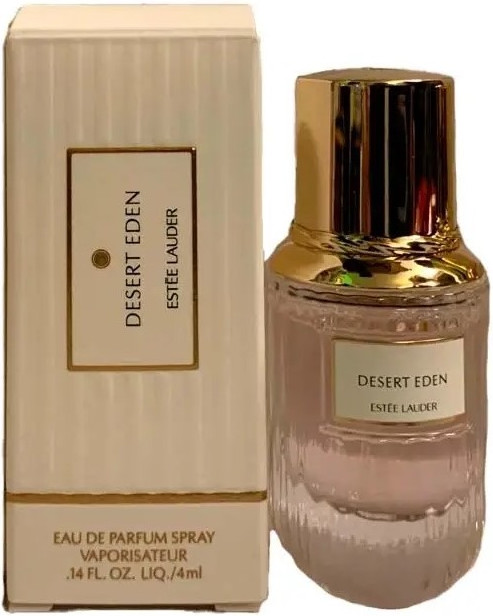 DESERT EDEN
ESTĒE LAUDER
EAU DE PARFUM SPRAY
VAPORISATEUR
.14 FL. OZ. LIQ./4ml
DESERT EDEN
ESTĒE LAUDER